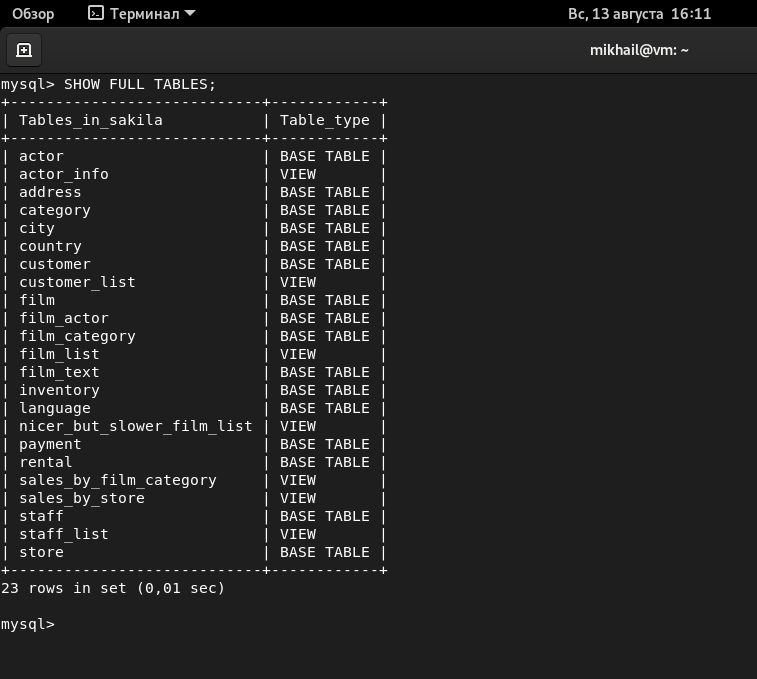 Обзор Терминал Вс, 13 августа 16:11
mikhail@vm: ~
mysql> SHOW FULL TABLES;
+----------------------------+------------+
| Tables_in_sakila           | Table_type |
+----------------------------+------------+
| actor                      | BASE TABLE |
| actor_info                 | VIEW       |
| address                    | BASE TABLE |
| category                   | BASE TABLE |
| city                       | BASE TABLE |
| country                    | BASE TABLE |
| customer                   | BASE TABLE |
| customer_list              | VIEW       |
| film                       | BASE TABLE |
| film_actor                 | BASE TABLE |
| film_category              | BASE TABLE |
| film_list                  | VIEW       |
| film_text                  | BASE TABLE |
| inventory                  | BASE TABLE |
| language                   | BASE TABLE |
| nicer_but_slower_film_list | VIEW       |
| payment                    | BASE TABLE |
| rental                     | BASE TABLE |
| sales_by_film_category     | VIEW       |
| sales_by_store             | VIEW       |
| staff                      | BASE TABLE |
| staff_list                 | VIEW       |
| store                      | BASE TABLE |
+----------------------------+------------+
23 rows in set (0,01 sec)
mysql>